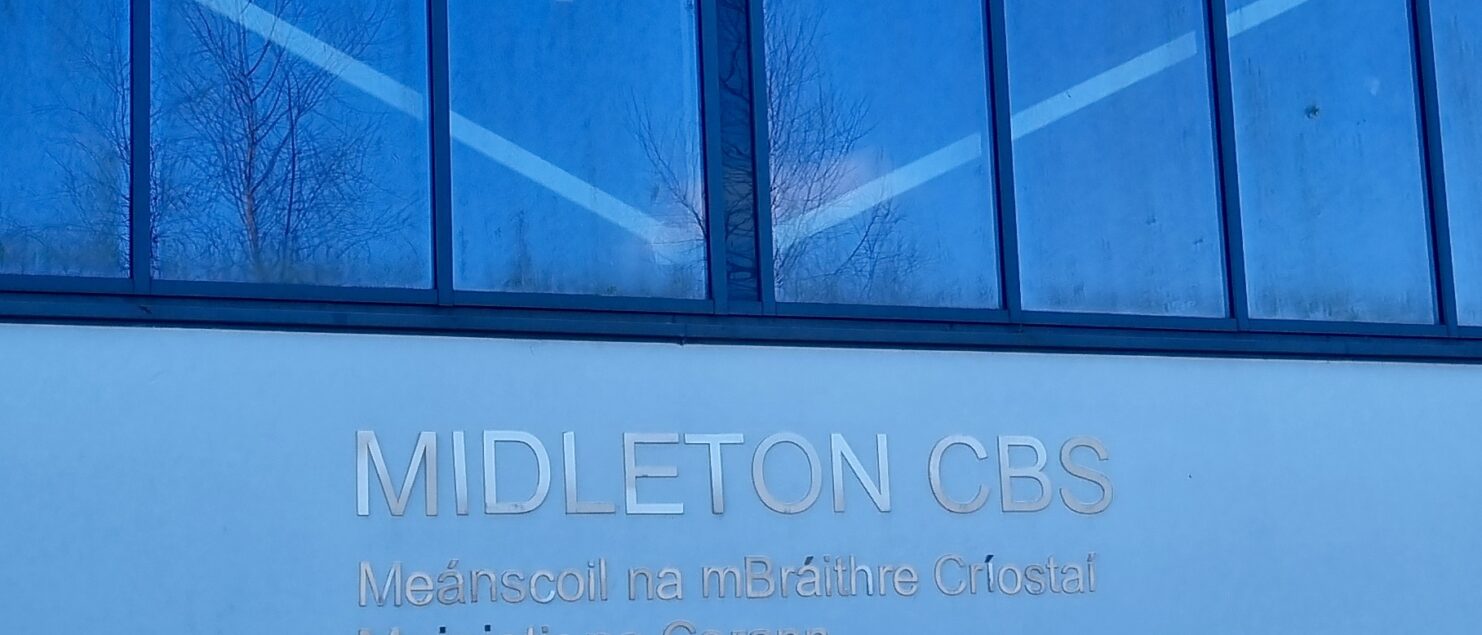 MIDLETON CBS
Meánscoil na mBráithre Críostaí